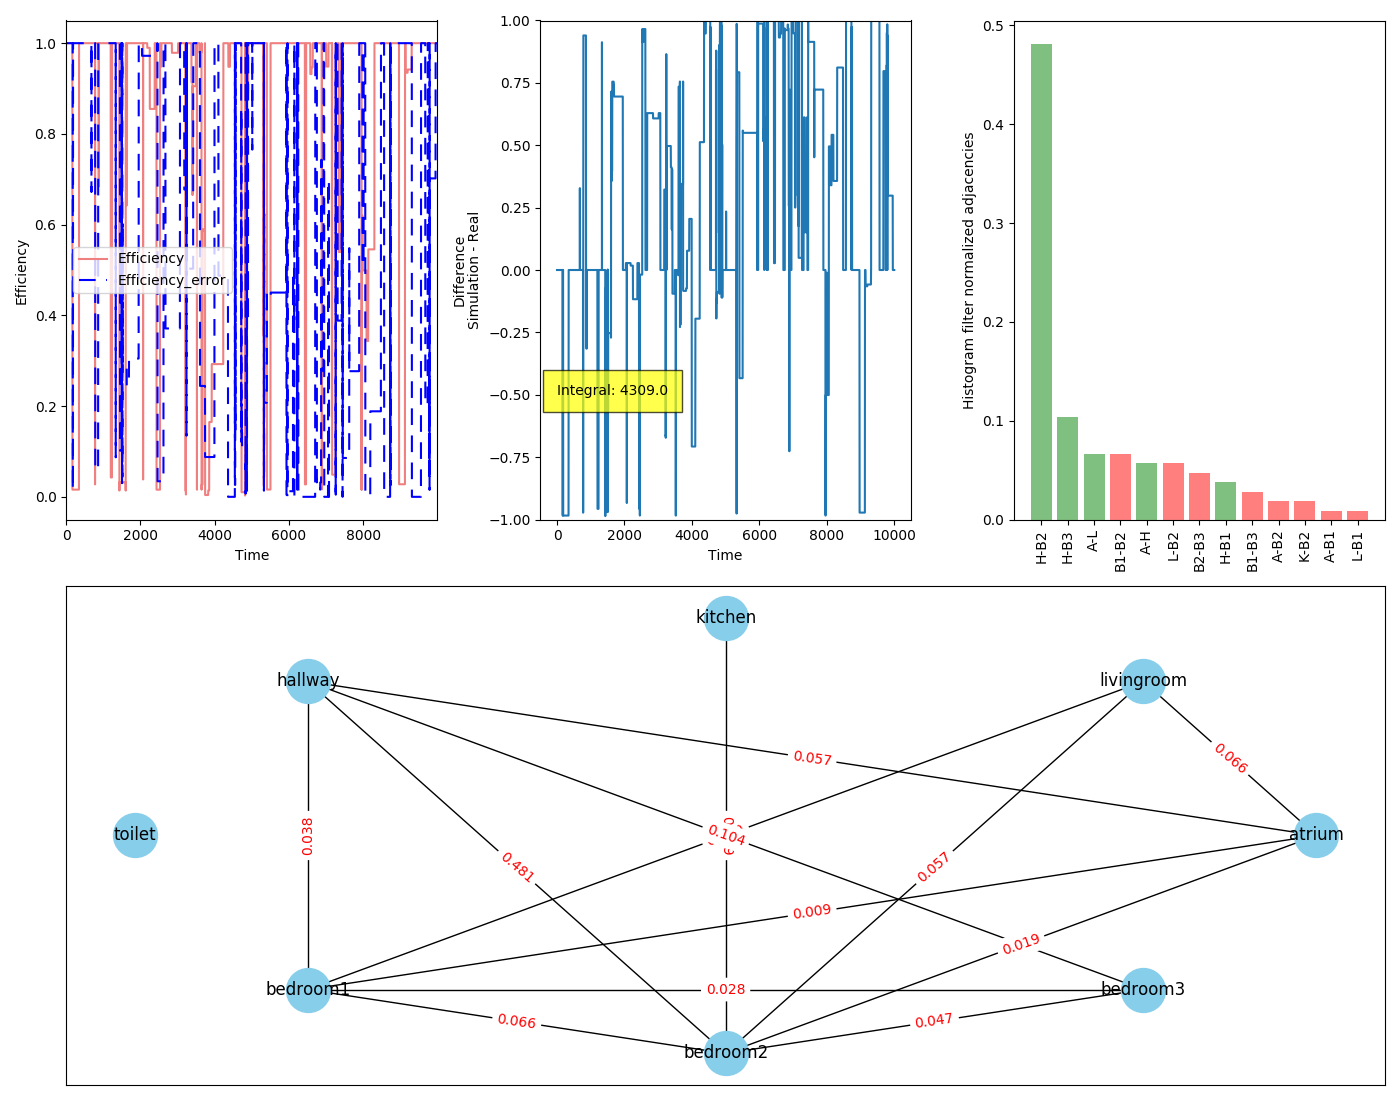 1.0
0.8
0.6
0.4
0.2
0.0
Efficiency
Efficiency
Efficiency_error
0 2000 4000 6000 8000
Time
1.00
0.75
0.50
0.25
0.00
−0.25
−0.50
−0.75
−1.00
Difference
Simulation - Real
Integral: 4309.0
0 2000 4000 6000 8000 10000
Time
0.5
0.4
0.3
0.2
0.1
0.0
Histogram filter normalized adjacencies
H-B2 H-B3 A-L B1-B2 A-H L-B2 B2-B3 H-B1 B1-B3 A-B2 K-B2 A-B1 L-B1
kitchen
hallway
livingroom
0.057
0.066
0.104
0.038
toilet
atrium
0.481
0.057
0.009
0.019
bedroom1
0.028
bedroom3
0.066
0.047
bedroom2